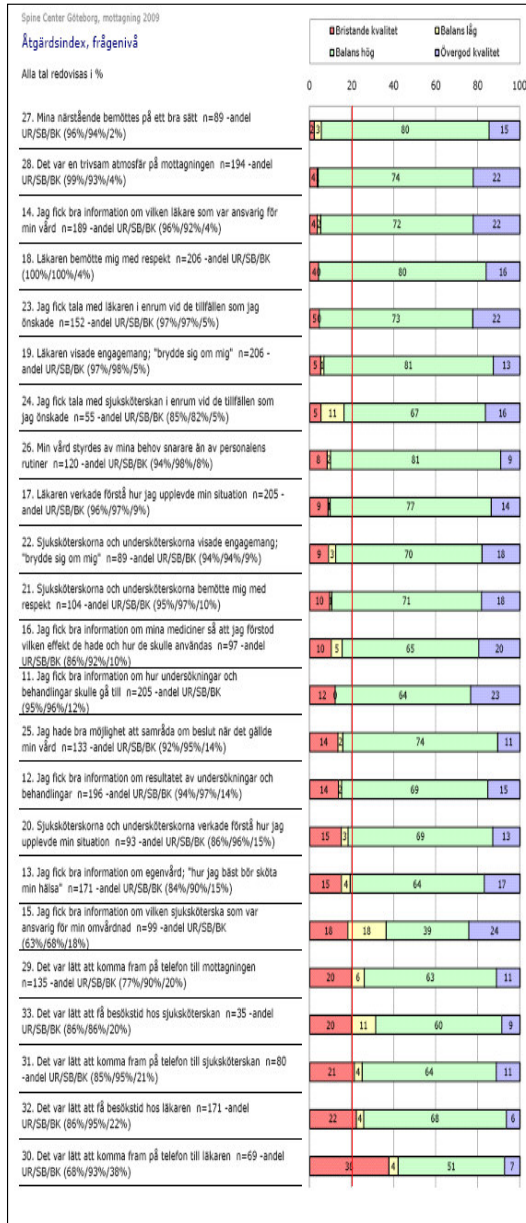 Spine Center Göteborg, mottagning 2009
Åtgärdsindex, frågenivå
Alla tal redovisas i %
Bristande kvalitet Balans låg
Balans hög Övergod kvalitet
0 20 40 60 80 100
27. Mina närstående bemöttes på ett bra sätt n=89 -andel
UR/SB/BK (96%/94%/2%)
2 3 80 15
28. Det var en trivsam atmosfär på mottagningen n=194 -andel
UR/SB/BK (99%/93%/4%)
4 74 22
14. Jag fick bra information om vilken läkare som var ansvarig för
min vård n=189 -andel UR/SB/BK (96%/92%/4%)
4 2 72 22
18. Läkaren bemötte mig med respekt n=206 -andel UR/SB/BK
(100%/100%/4%)
4 0 80 16
23. Jag fick tala med läkaren i enrum vid de tillfällen som jag
önskade n=152 -andel UR/SB/BK (97%/97%/5%)
5 0 73 22
19. Läkaren visade engagemang; "brydde sig om mig" n=206 -
andel UR/SB/BK (97%/98%/5%)
5 81 13
24. Jag fick tala med sjuksköterskan i enrum vid de tillfällen som
jag önskade n=55 -andel UR/SB/BK (85%/82%/5%)
5 11 67 16
26. Min vård styrdes av mina behov snarare än av personalens
rutiner n=120 -andel UR/SB/BK (94%/98%/8%)
8 2 81 9
17. Läkaren verkade förstå hur jag upplevde min situation n=205 -
andel UR/SB/BK (96%/97%/9%)
9 77 14
22. Sjuksköterskorna och undersköterskorna visade engagemang;
"brydde sig om mig" n=89 -andel UR/SB/BK (94%/94%/9%)
9 3 70 18
21. Sjuksköterskorna och undersköterskorna bemötte mig med
respekt n=104 -andel UR/SB/BK (95%/97%/10%)
10 71 18
16. Jag fick bra information om mina mediciner så att jag förstod
vilken effekt de hade och hur de skulle användas n=97 -andel
UR/SB/BK (86%/92%/10%)
10 5 65 20
11. Jag fick bra information om hur undersökningar och
behandlingar skulle gå till n=205 -andel UR/SB/BK
(95%/96%/12%)
12 0 64 23
25. Jag hade bra möjlighet att samråda om beslut när det gällde
min vård n=133 -andel UR/SB/BK (92%/95%/14%)
14 2 74 11
12. Jag fick bra information om resultatet av undersökningar och
behandlingar n=196 -andel UR/SB/BK (94%/97%/14%)
14 2 69 15
20. Sjuksköterskorna och undersköterskorna verkade förstå hur jag
upplevde min situation n=93 -andel UR/SB/BK (86%/96%/15%)
15 3 69 13
13. Jag fick bra information om egenvård; "hur jag bäst bör sköta
min hälsa" n=171 -andel UR/SB/BK (84%/90%/15%)
15 4 64 17
15. Jag fick bra information om vilken sjuksköterska som var
ansvarig för min omvårdnad n=99 -andel UR/SB/BK
(63%/68%/18%)
18 18 39 24
29. Det var lätt att komma fram på telefon till mottagningen
n=135 -andel UR/SB/BK (77%/90%/20%)
20 6 63 11
33. Det var lätt att få besökstid hos sjuksköterskan n=35 -andel
UR/SB/BK (86%/86%/20%)
20 11 60 9
31. Det var lätt att komma fram på telefon till sjuksköterskan n=80
-andel UR/SB/BK (85%/95%/21%)
21 4 64 11
32. Det var lätt att få besökstid hos läkaren n=171 -andel
UR/SB/BK (86%/95%/22%)
22 4 68 6
30. Det var lätt att komma fram på telefon till läkaren n=69 -andel
UR/SB/BK (68%/93%/38%)
38 4 51 7